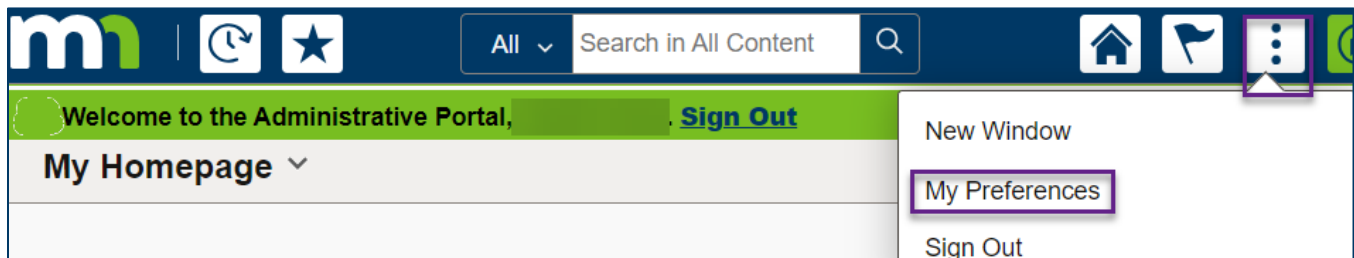 mn
All Search in All Content
Welcome to the Administrative Portal, . Sign Out
My Homepage
New Window
My Preferences
Sign Out